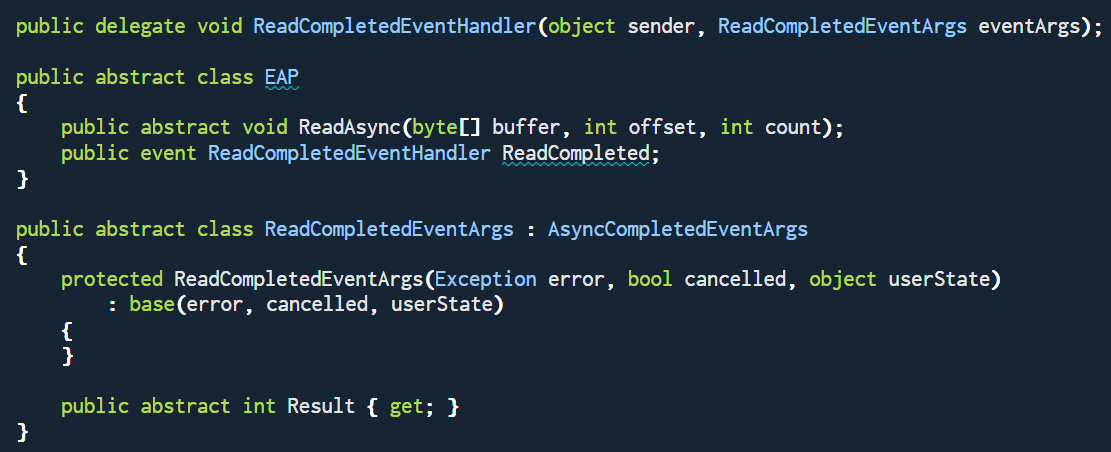 public delegate void ReadCompletedEventHandler(object sender, ReadCompletedEventArgs eventArgs);

public abstract class EAP
{
    public abstract void ReadAsync(byte[] buffer, int offset, int count);
    public event ReadCompletedEventHandler ReadCompleted;
}

public abstract class ReadCompletedEventArgs : AsyncCompletedEventArgs
{
    protected ReadCompletedEventArgs(Exception error, bool cancelled, object userState)
        : base(error, cancelled, userState)
    {
    }

    public abstract int Result { get; }
}